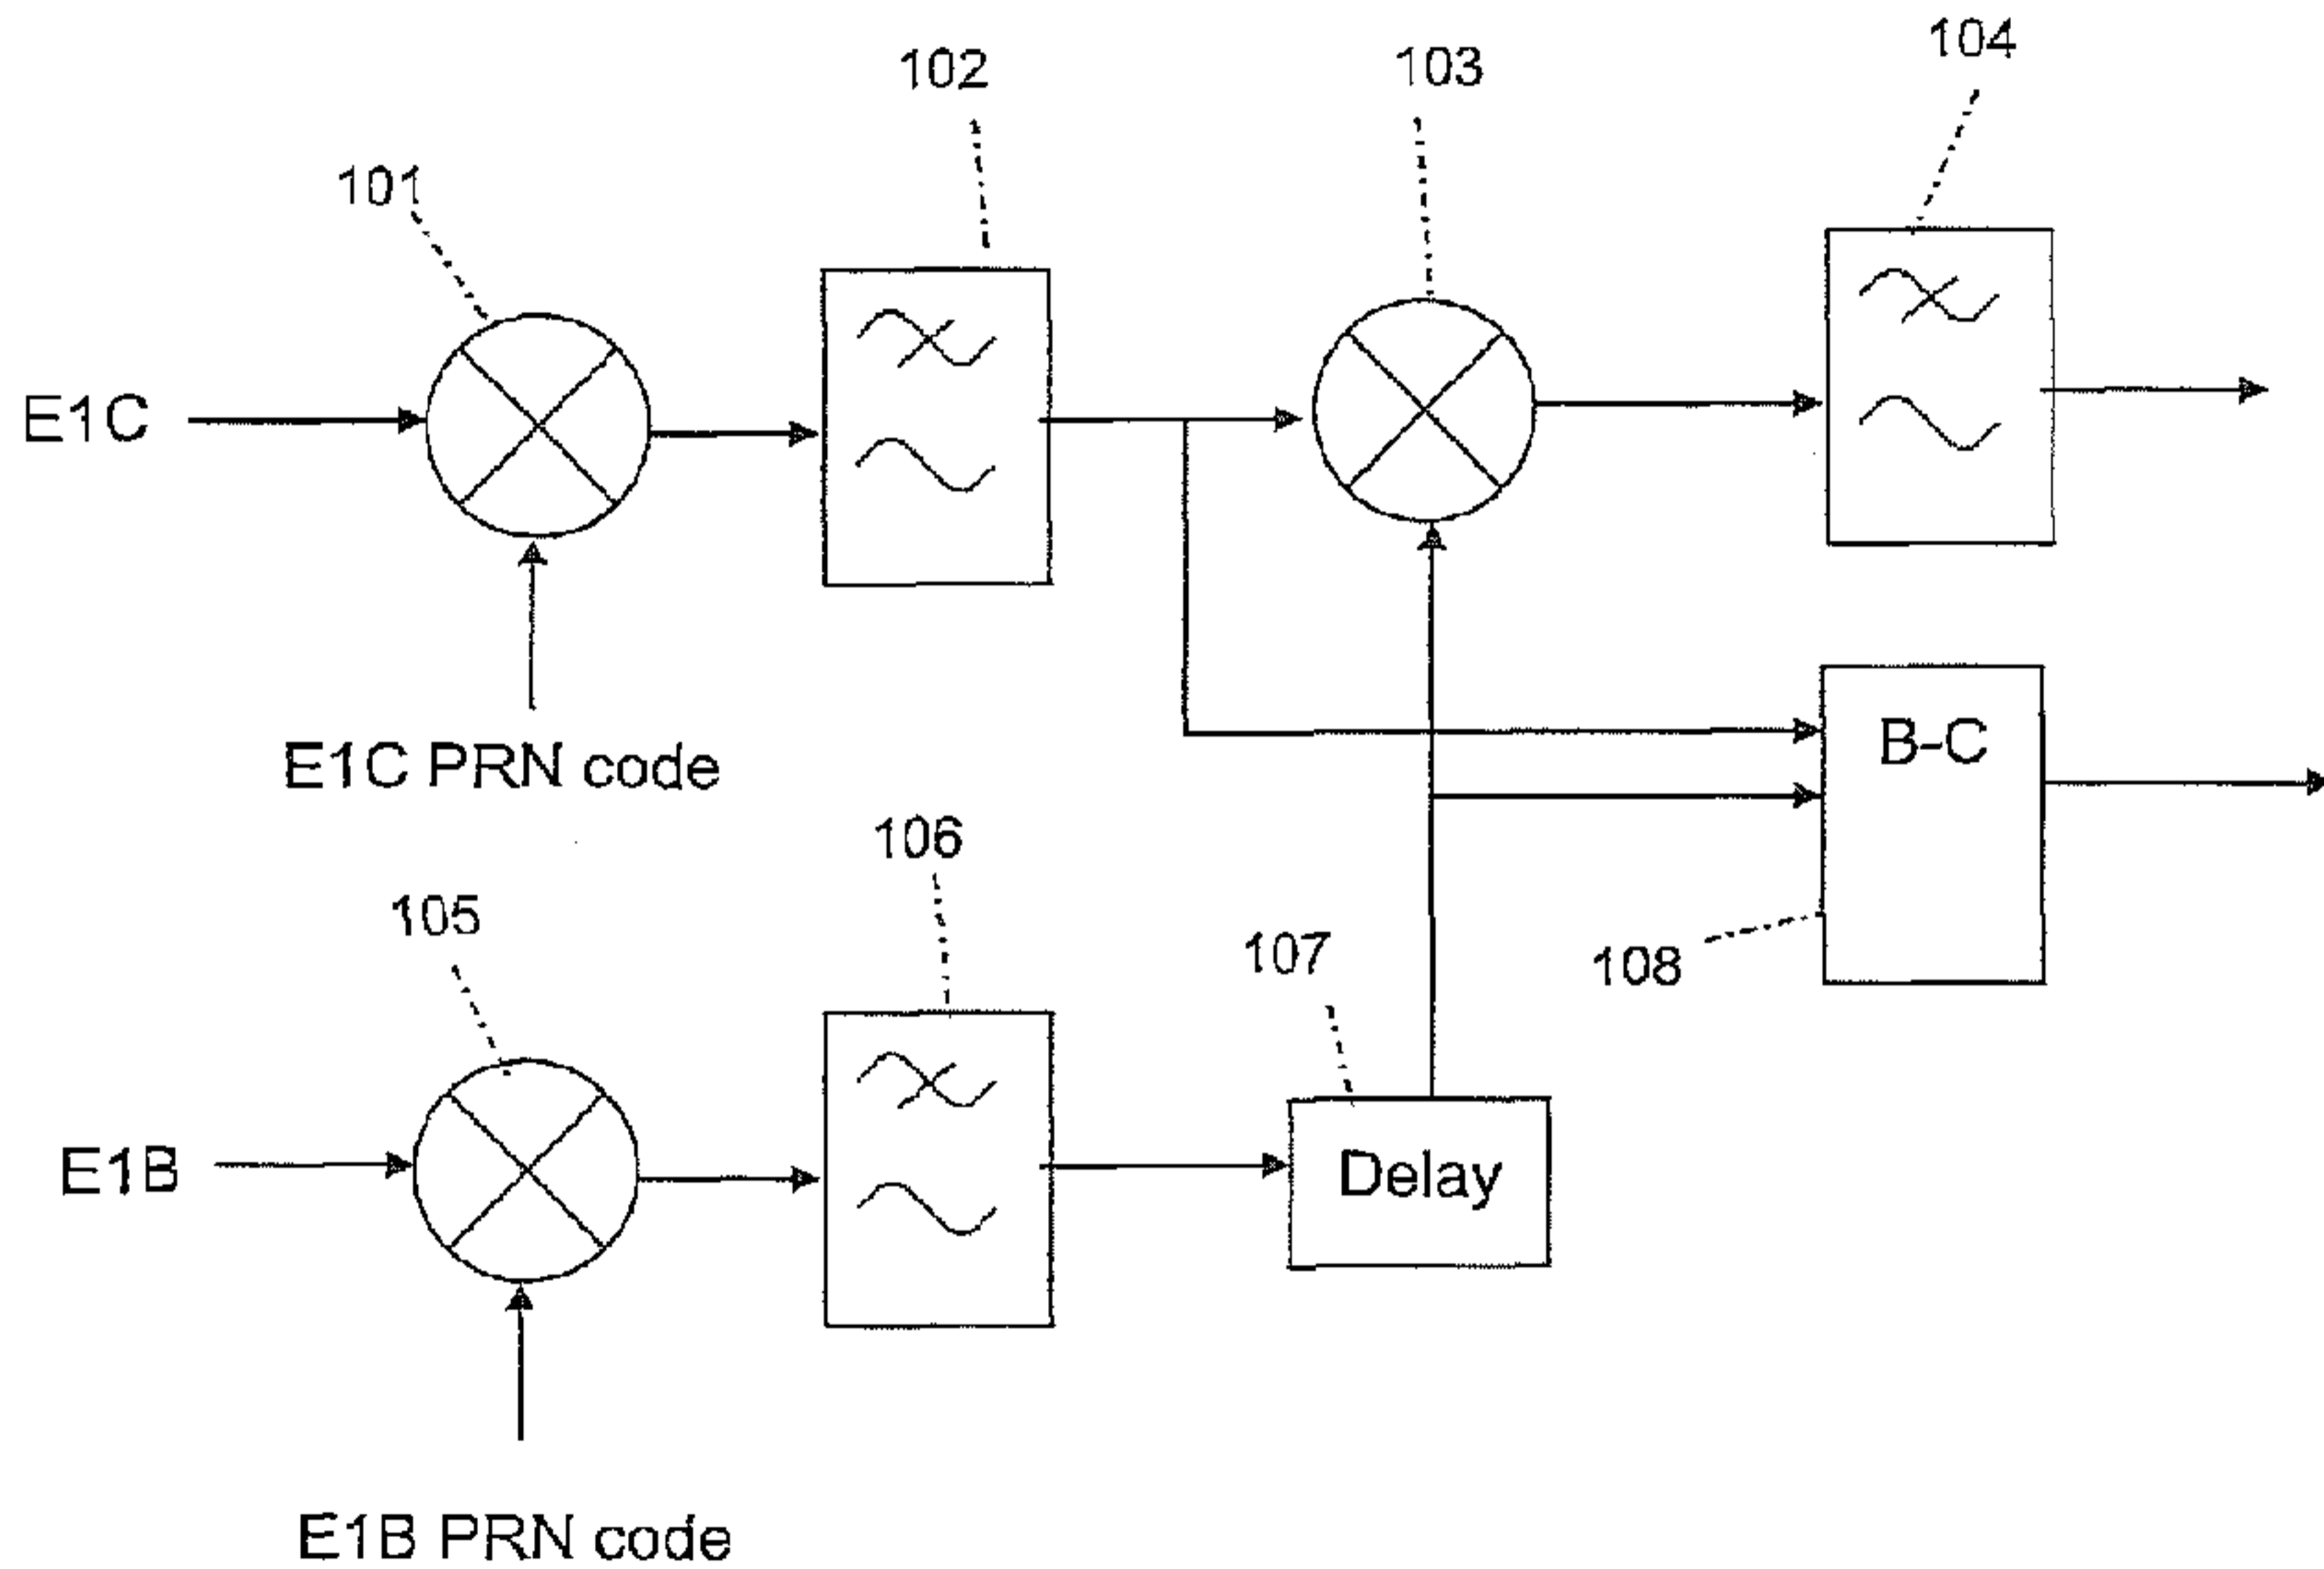 104
102
103
101
E1C
E1C PRN code
B-C
106
105
107
108
E1B
Delay
E1B PRN code